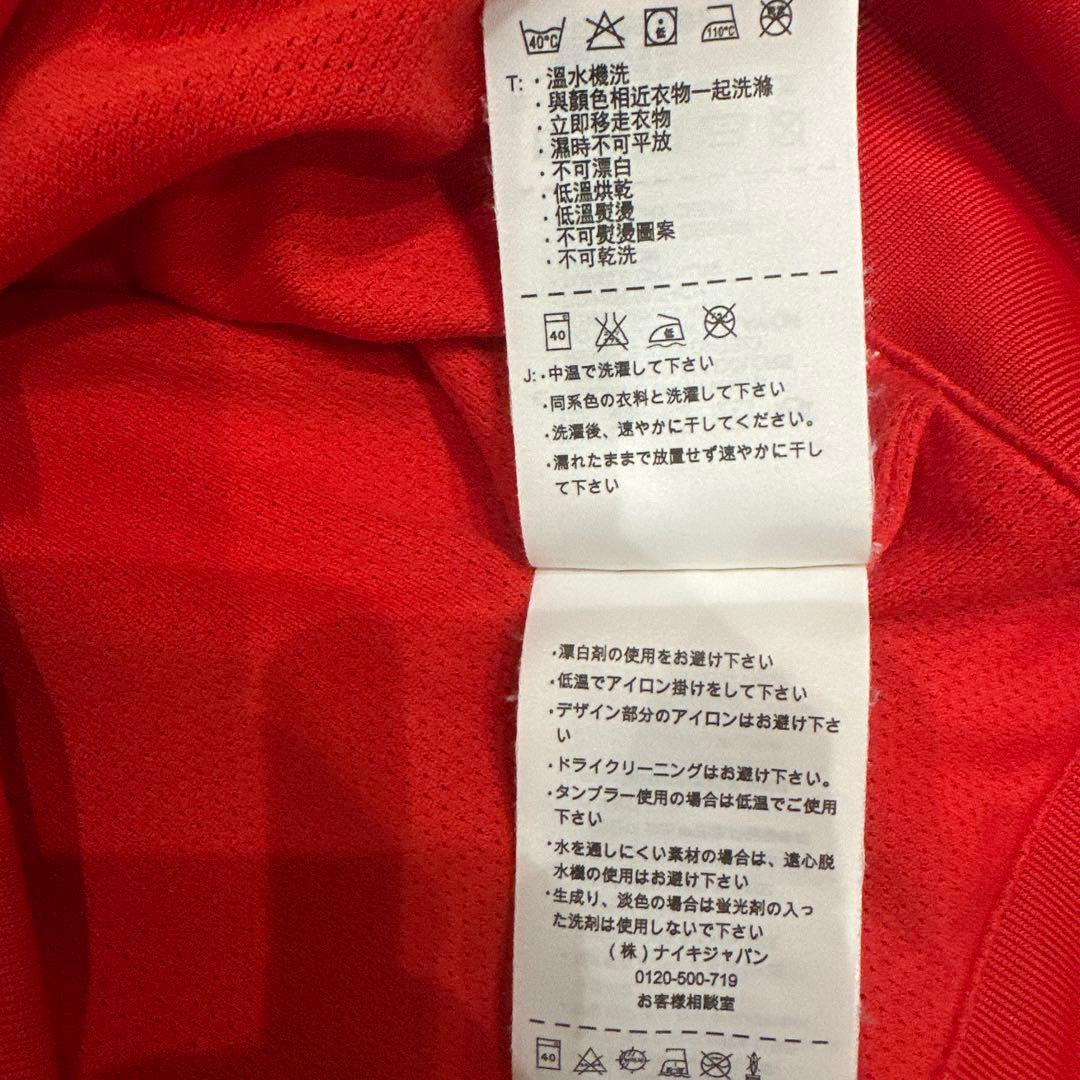 40°C 低 110°C
T: ・溫水機洗
・與顏色相近衣物一起洗滌
・立即移走衣物
・濕時不可平放
・不可漂白
・低溫烘乾
・低溫熨燙
・不可熨燙圖案
・不可乾洗
40 低
J:・中温で洗濯して下さい
・同系色の衣料と洗濯して下さい
・洗濯後、速やかに干してください。
・濡れたままで放置せず速やかに干し
て下さい
・漂白剤の使用をお避け下さい
・低温でアイロン掛けをして下さい
・デザイン部分のアイロンはお避け下さ
い
・ドライクリーニングはお避け下さい。
・タンブラー使用の場合は低温でご使用
下さい
・水を通しにくい素材の場合は、遠心脱
水機の使用はお避け下さい
・生成り、淡色の場合は蛍光剤の入っ
た洗剤は使用しないで下さい
(株)ナイキジャパン
0120-500-719
お客様相談室
40